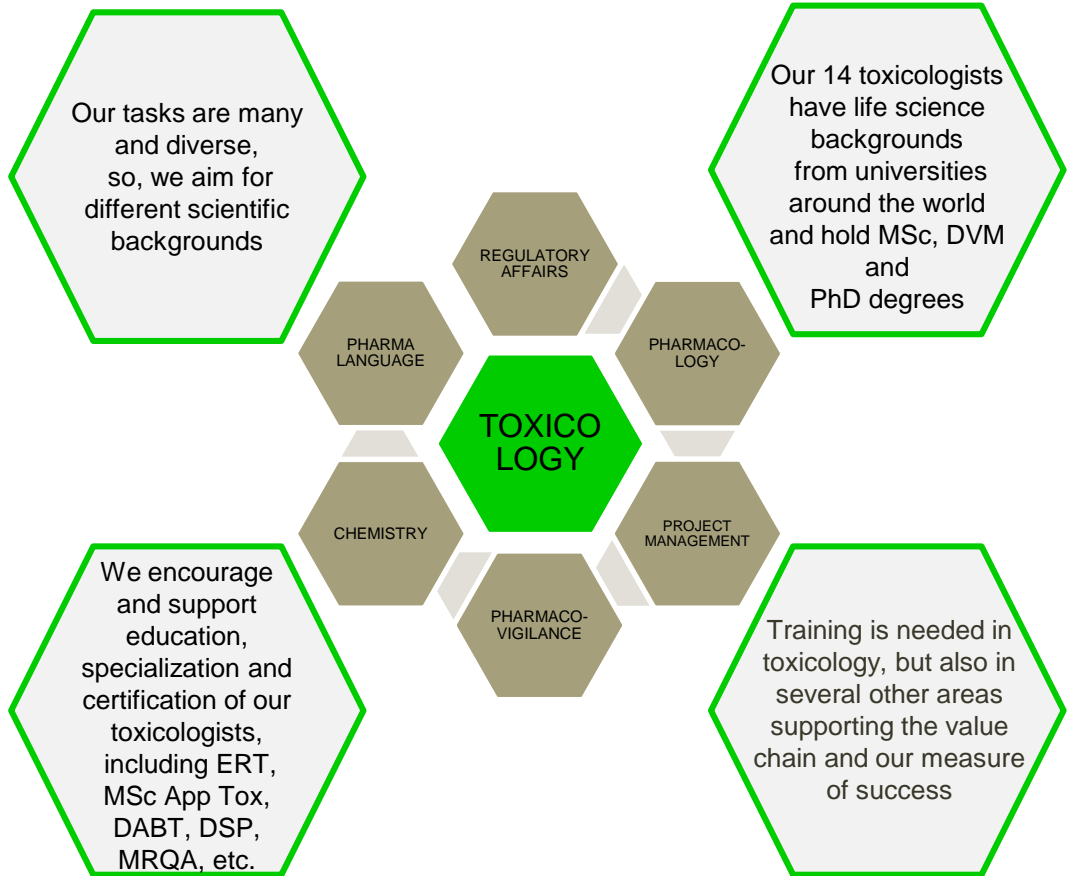 Our tasks are many
and diverse,
so, we aim for
different scientific
backgrounds
Our 14 toxicologists
have life science
backgrounds
from universities
around the world
and hold MSc, DVM
and
PhD degrees
REGULATORY
AFFAIRS
PHARMA
LANGUAGE
PHARMACO-
LOGY
TOXICO
LOGY
CHEMISTRY
PROJECT
MANAGEMENT
PHARMACO-
VIGILANCE
We encourage
and support
education,
specialization and
certification of our
toxicologists,
including ERT,
MSc App Tox,
DABT, DSP,
MRQA, etc.
Training is needed in
toxicology, but also in
several other areas
supporting the value
chain and our measure
of success